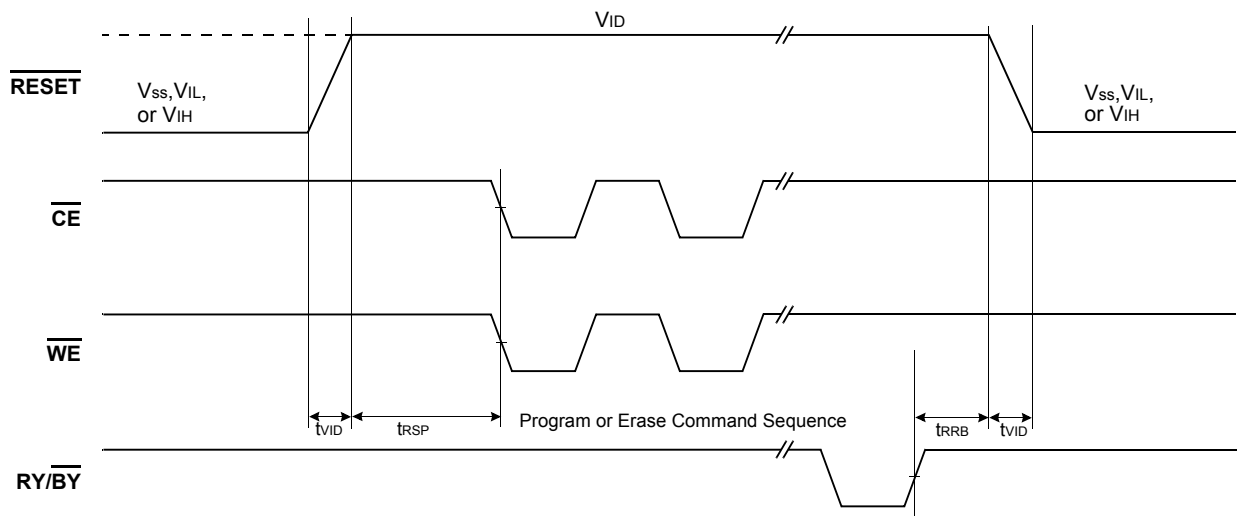 VID
RESET
Vss,VIL,
or VIH
Vss,VIL,
or VIH
CE
WE
tVID
tRSP
Program or Erase Command Sequence
tRRB
tVID
RY/BY